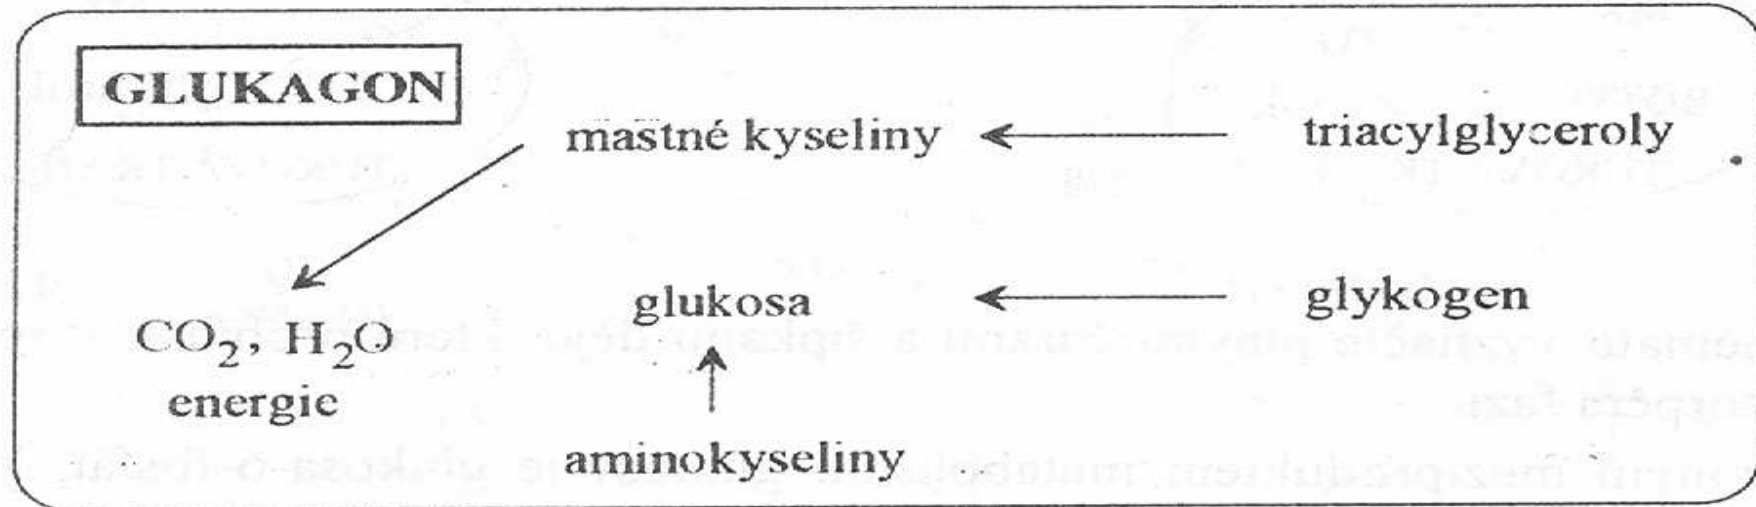 GLUKAGON
mastné kyseliny
triacylglyceroly
glukosa
glykogen
CO₂, H₂O
energie
aminokyseliny